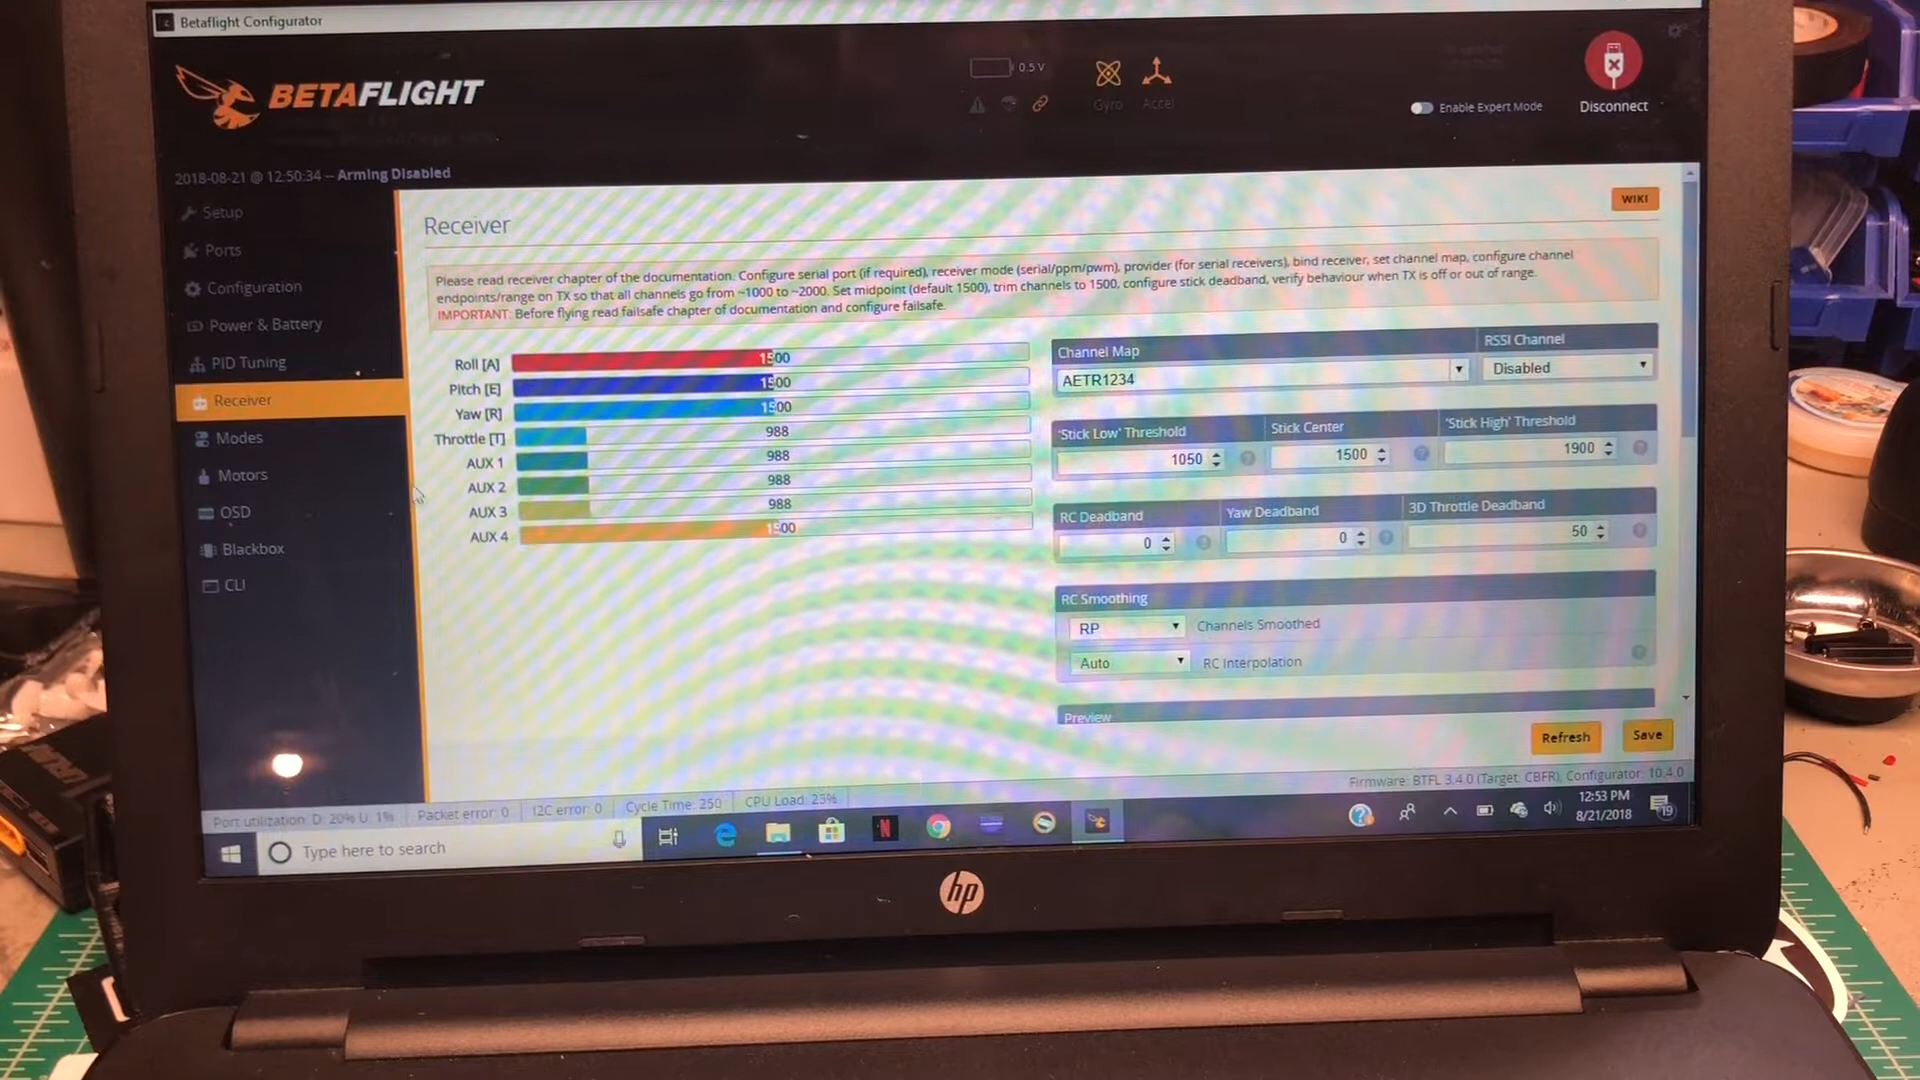 Betaflight Configurator
BETAFLIGHT
0.5 V
Gyro
Accel
Enable Expert Mode
Disconnect
2018-08-21 @ 12:50:34 -- Arming Disabled
Setup
Ports
Configuration
Power & Battery
PID Tuning
Receiver
Modes
Motors
OSD
Blackbox
CLI
Receiver
WIKI
Please read receiver chapter of the documentation. Configure serial port (if required), receiver mode (serial/ppm/pwm), provider (for serial receivers), bind receiver, set channel map, configure channel
endpoints/range on TX so that all channels go from ~1000 to ~2000. Set midpoint (default 1500), trim channels to 1500, configure stick deadband, verify behaviour when TX is off or out of range.
IMPORTANT: Before flying read failsafe chapter of documentation and configure failsafe.
Roll [A] 1500
Pitch [E] 1500
Yaw [R] 1500
Throttle [T] 988
AUX 1 988
AUX 2 988
AUX 3 988
AUX 4 1500
Channel Map
RSSI Channel
AETR1234
Disabled
'Stick Low' Threshold
Stick Center
'Stick High' Threshold
1050
1500
1900
RC Deadband
Yaw Deadband
3D Throttle Deadband
0
0
50
RC Smoothing
RP
Channels Smoothed
Auto
RC Interpolation
Preview
Refresh
Save
Port utilization: D: 20% U: 1%
Packet error: 0
I2C error: 0
Cycle Time: 250
CPU Load: 23%
Firmware: BTFL 3.4.0 (Target: CBFR), Configurator: 10.4.0
Type here to search
N
12:53 PM
8/21/2018
19
hp